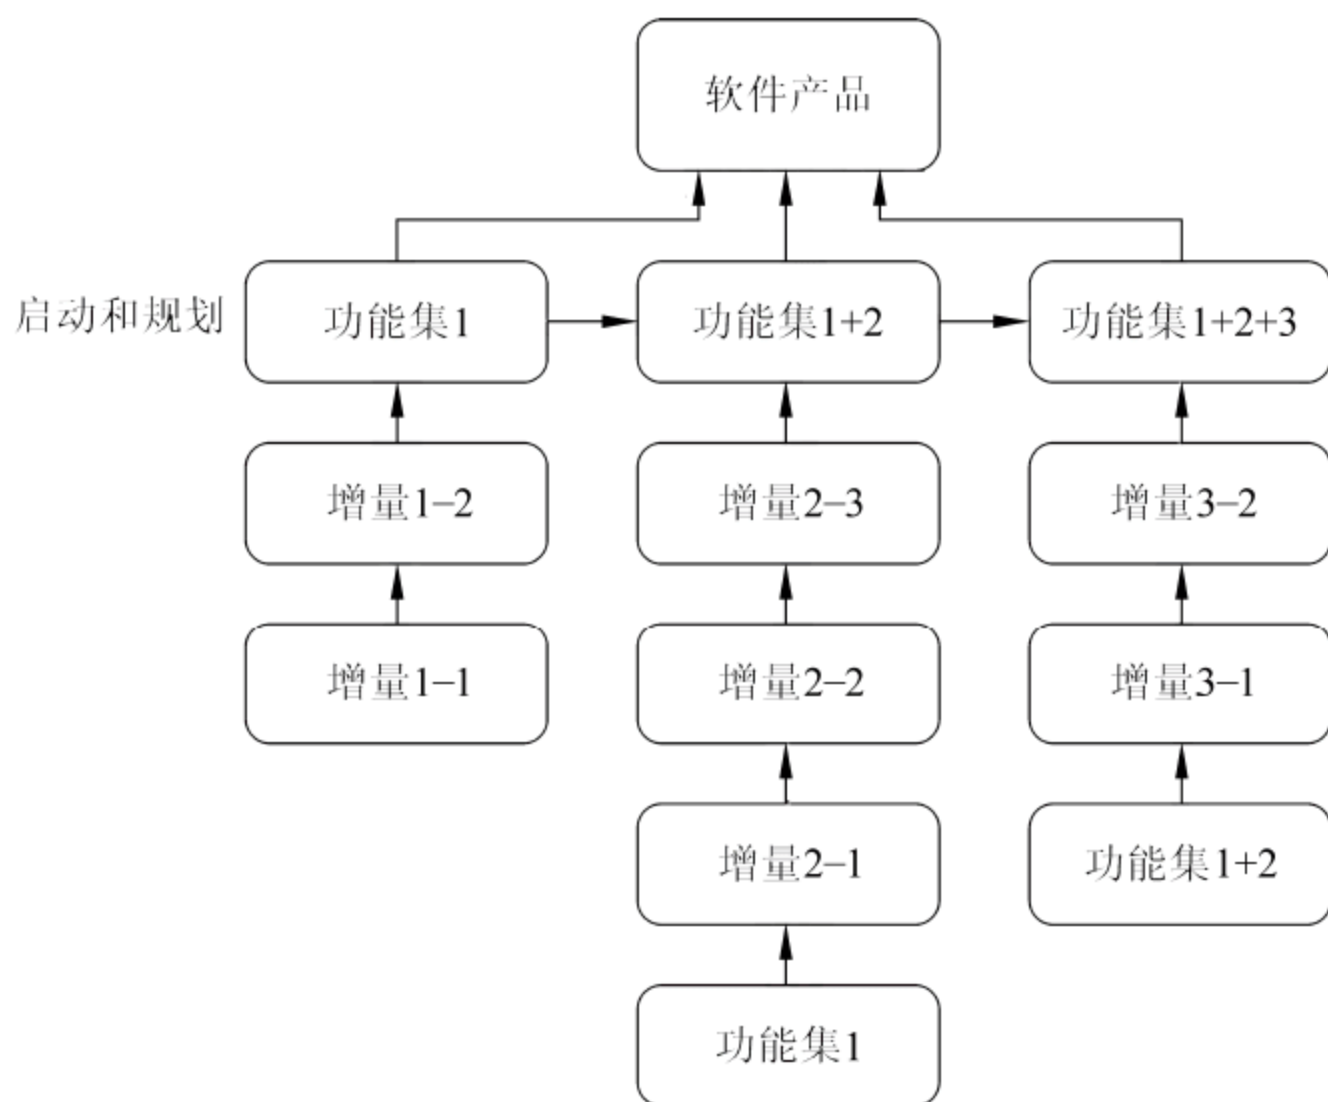 软件产品
启动和规划
功能集1
功能集1+2
功能集1+2+3
增量1–2
增量2–3
增量3–2
增量1–1
增量2–2
增量3–1
增量2–1
功能集1+2
功能集1